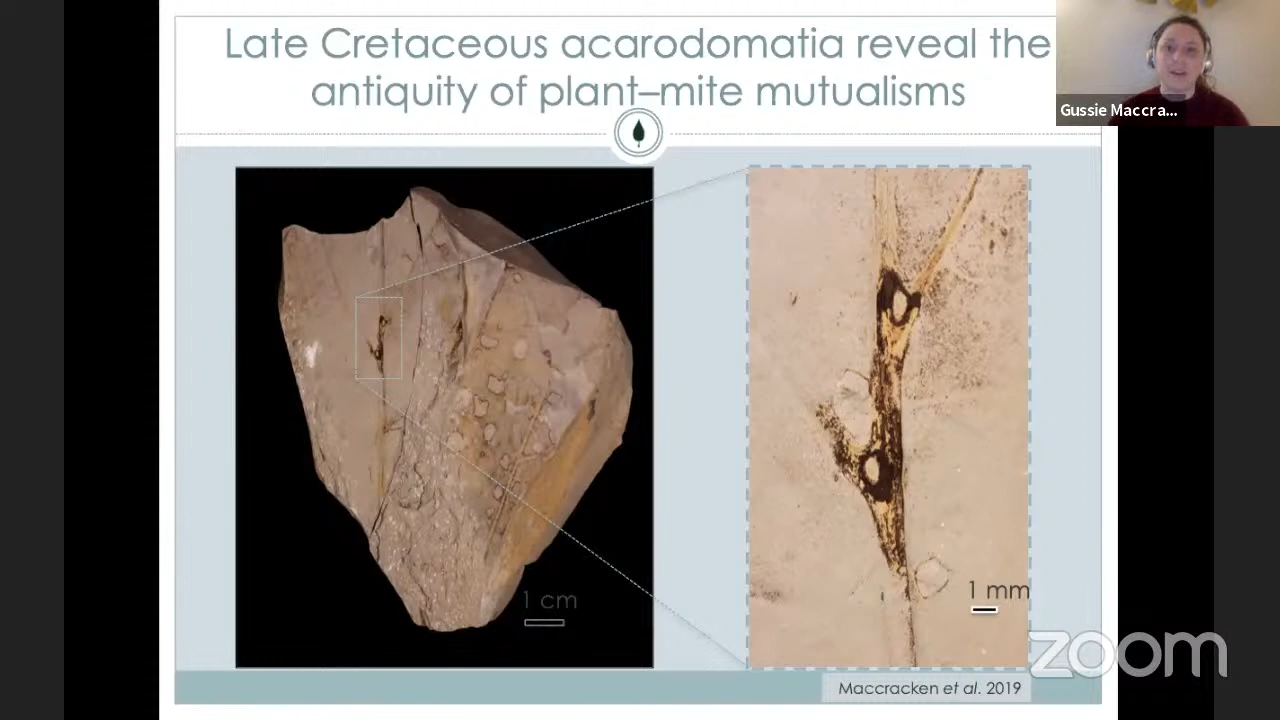 Late Cretaceous acarodomatia reveal the
antiquity of plant–mite mutualisms
Gussie Maccra...
1 cm
1 mm
zoom
Maccracken et al. 2019